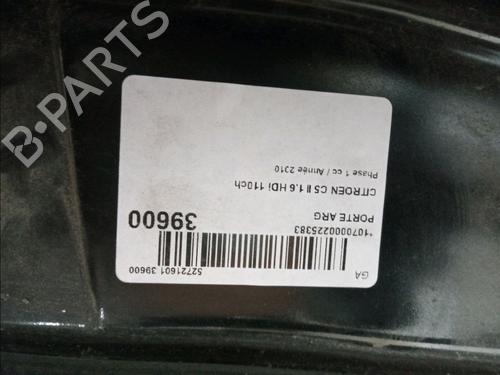 GA
52721601 39600
*1070000225383
39600
PORTE ARG
CITROEN C5 II 1.6 HDi 110ch
Phase 1 cc / Année 2010
B-PARTS